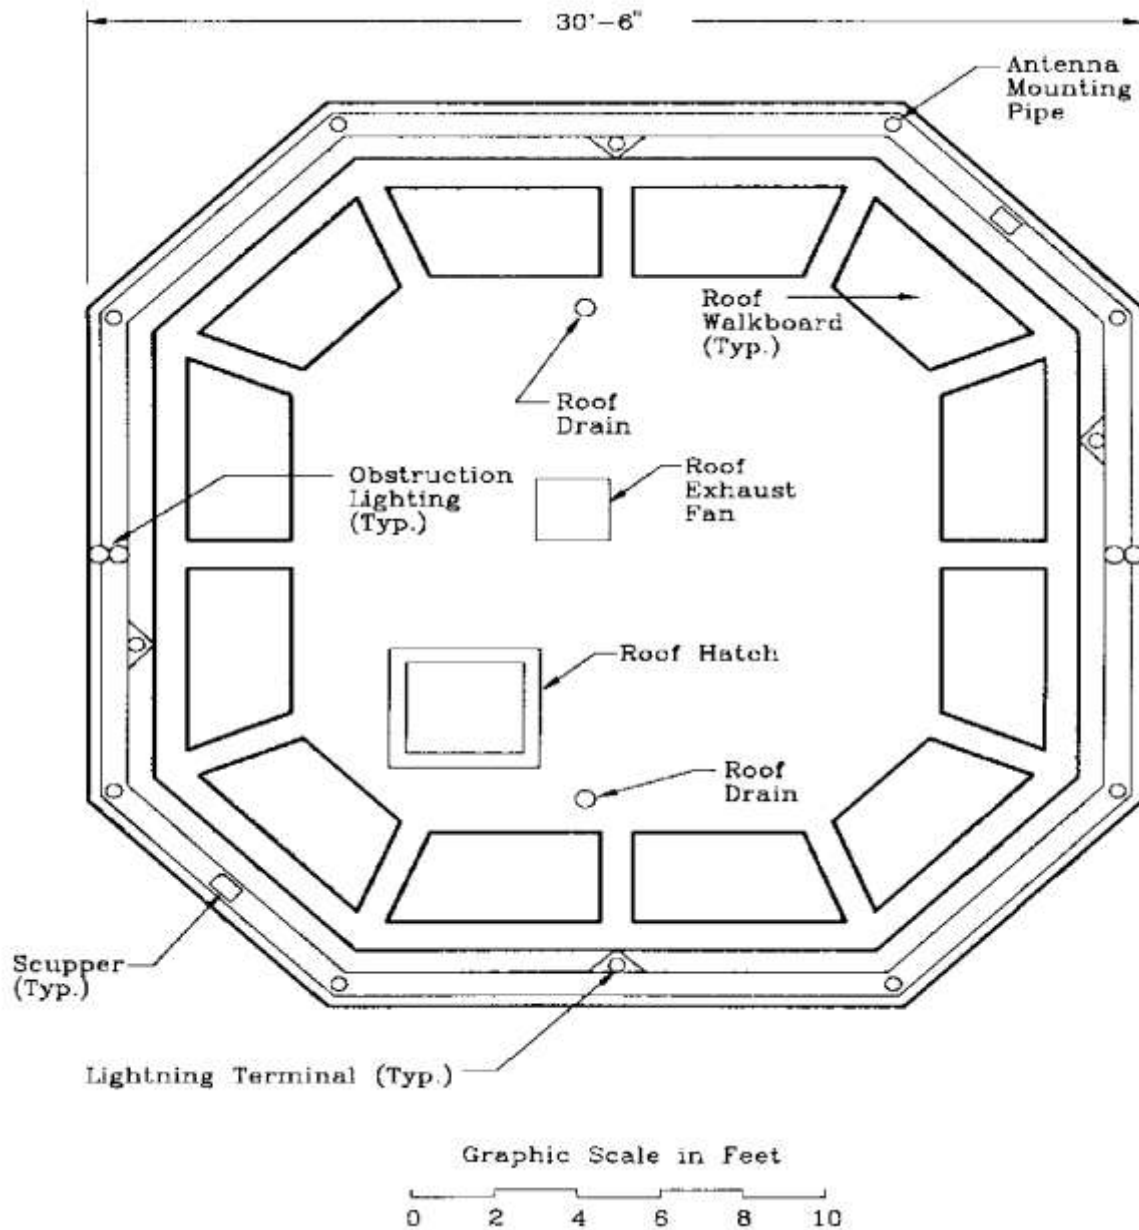 30'-6"
Antenna
Mounting
Pipe
Roof
Walkboard
(Typ.)
Roof
Drain
Obstruction
Lighting
(Typ.)
Roof
Exhaust
Fan
Roof Hatch
Roof
Drain
Scupper
(Typ.)
Lightning Terminal (Typ.)
Graphic Scale in Feet
0 2 4 6 8 10